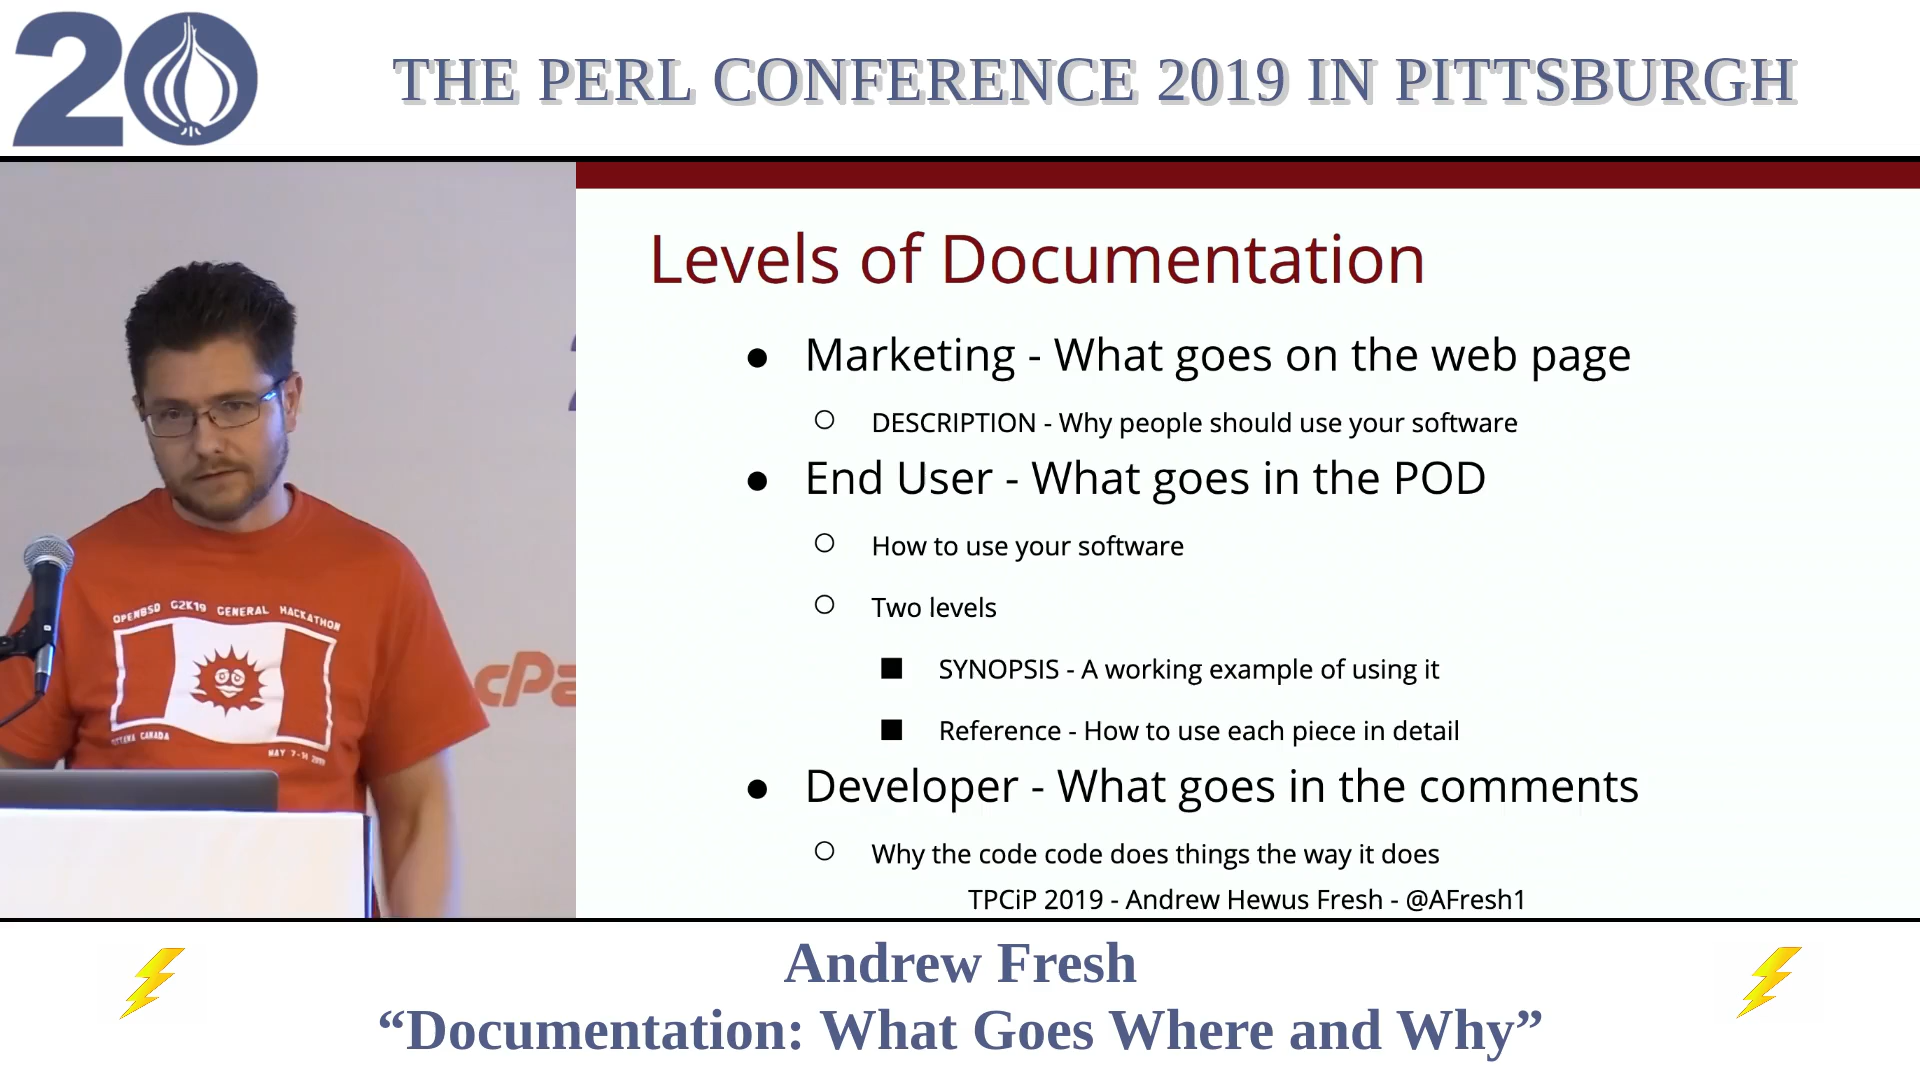 20
THE PERL CONFERENCE 2019 IN PITTSBURGH
OPENBSD G2K19 GENERAL HACKATHON
OTTAWA CANADA
MAY 7-11 2019
cPa
Levels of Documentation
● Marketing - What goes on the web page
○ DESCRIPTION - Why people should use your software
● End User - What goes in the POD
○ How to use your software
○ Two levels
■ SYNOPSIS - A working example of using it
■ Reference - How to use each piece in detail
● Developer - What goes in the comments
○ Why the code code does things the way it does
TPCiP 2019 - Andrew Hewus Fresh - @AFresh1
Andrew Fresh
“Documentation: What Goes Where and Why”